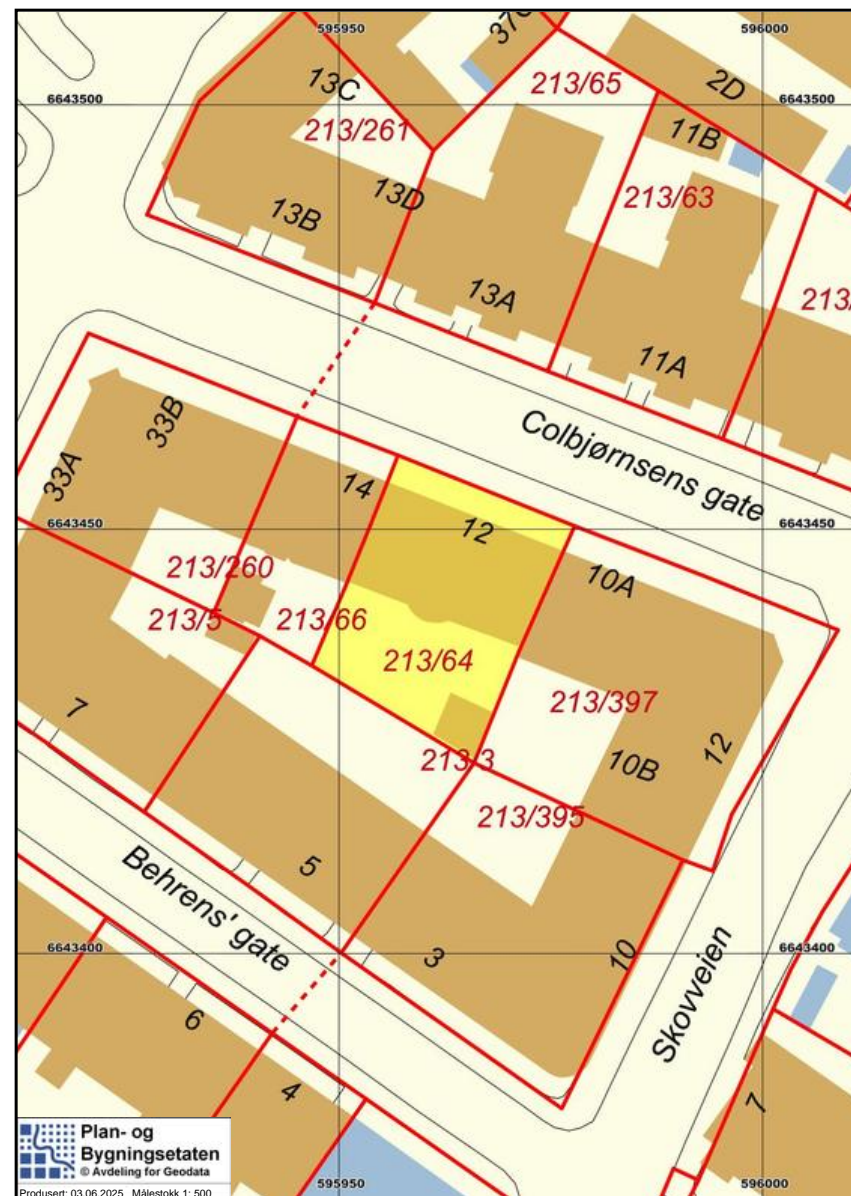 595950
596000
37C
13C
213/65
2D
6643500
6643500
213/261
11B
213/63
13D
13B
13A
213/
11A
Colbjørnsens gate
33B
33A
14
12
6643450
6643450
213/260
10A
213/5
213/66
213/64
213/397
7
213/3
10B
12
213/395
Behrens' gate
5
3
10
Skovveien
6643400
6643400
6
4
7
Plan- og
Bygningsetaten
© Avdeling for Geodata
Produsert: 03.06.2025 Målestokk 1: 500
595950
596000